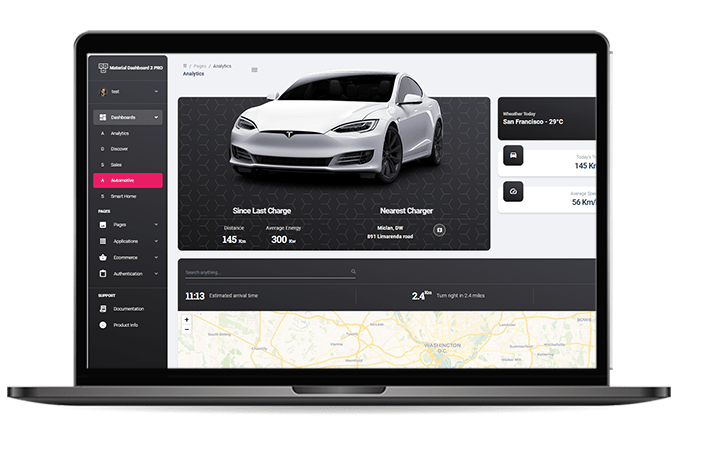 Material Dashboard 2 PRO
test
Dashboards
A Analytics
D Discover
S Sales
A Automotive
S Smart Home
PAGES
Pages
Applications
Ecommerce
Authentication
SUPPORT
Documentation
Product Info
/ Pages / Analytics
Analytics
Since Last Charge
Distance
145 Km
Average Energy
300 Kw
Nearest Charger
Miclan, DW
891 Limarenda road
Wheather Today
San Francisco - 29°C
Today's
145
Average
56 Km/
Search anything...
11:13 Estimated arrival time
2.4 Km Turn right in 2.4 miles
+
−
WASHINGTON
D.C.